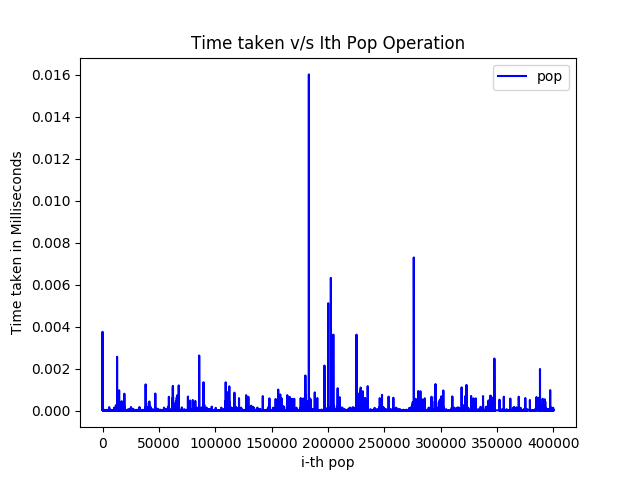 Time taken v/s Ith Pop Operation
pop
Time taken in Milliseconds
0.016
0.014
0.012
0.010
0.008
0.006
0.004
0.002
0.000
0 50000 100000 150000 200000 250000 300000 350000 400000
i-th pop